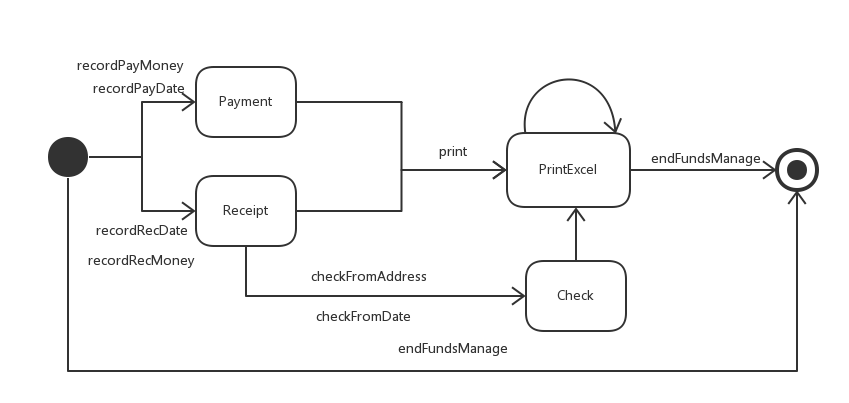 recordPayMoney
recordPayDate
Payment
print
PrintExcel
endFundsManage
Receipt
recordRecDate
recordRecMoney
checkFromAddress
Check
checkFromDate
endFundsManage